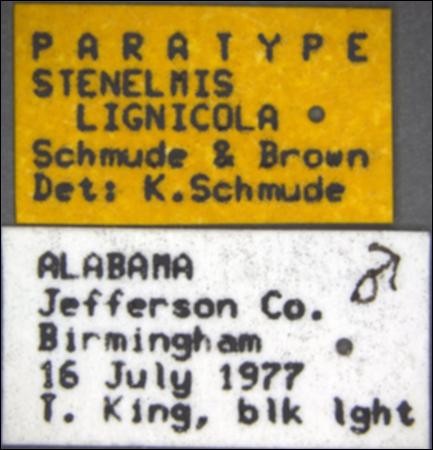 PARATYPE
STENELMIS
LIGNICOLA
Schmude & Brown
Det: K.Schmude
ALABAMA ♂
Jefferson Co.
Birmingham
16 July 1977
T. King, blk lght